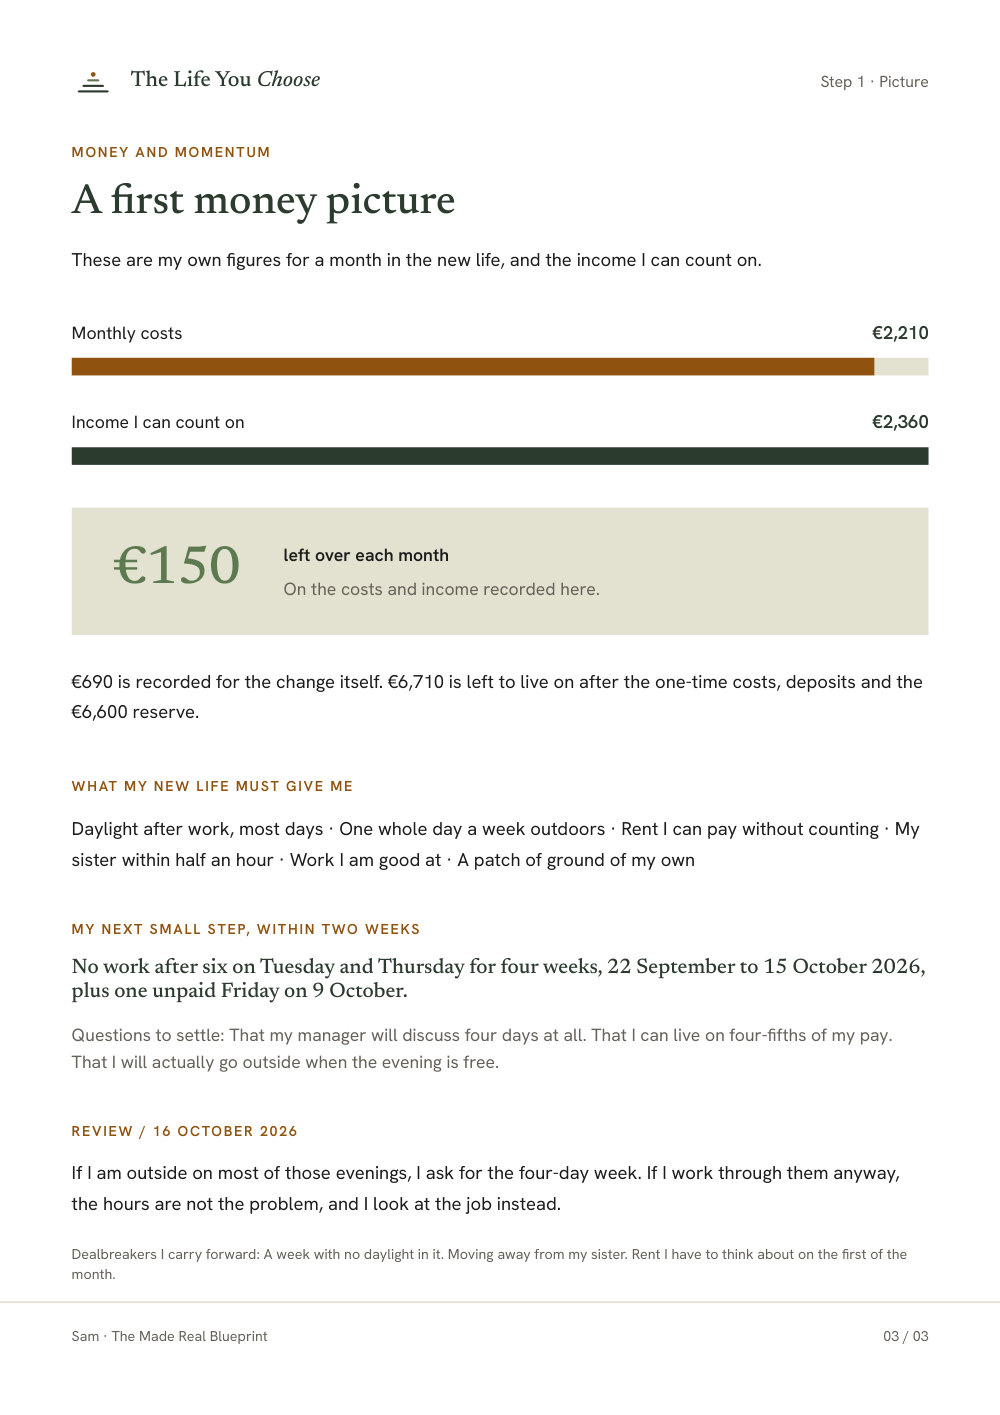 The Life You Choose
Step 1 · Picture
MONEY AND MOMENTUM
A first money picture
These are my own figures for a month in the new life, and the income I can count on.
Monthly costs
€2,210
Income I can count on
€2,360
€150
left over each month
On the costs and income recorded here.
€690 is recorded for the change itself. €6,710 is left to live on after the one-time costs, deposits and the
€6,600 reserve.
WHAT MY NEW LIFE MUST GIVE ME
Daylight after work, most days · One whole day a week outdoors · Rent I can pay without counting · My
sister within half an hour · Work I am good at · A patch of ground of my own
MY NEXT SMALL STEP, WITHIN TWO WEEKS
No work after six on Tuesday and Thursday for four weeks, 22 September to 15 October 2026,
plus one unpaid Friday on 9 October.
Questions to settle: That my manager will discuss four days at all. That I can live on four-fifths of my pay.
That I will actually go outside when the evening is free.
REVIEW / 16 OCTOBER 2026
If I am outside on most of those evenings, I ask for the four-day week. If I work through them anyway,
the hours are not the problem, and I look at the job instead.
Dealbreakers I carry forward: A week with no daylight in it. Moving away from my sister. Rent I have to think about on the first of the
month.
Sam · The Made Real Blueprint
03 / 03